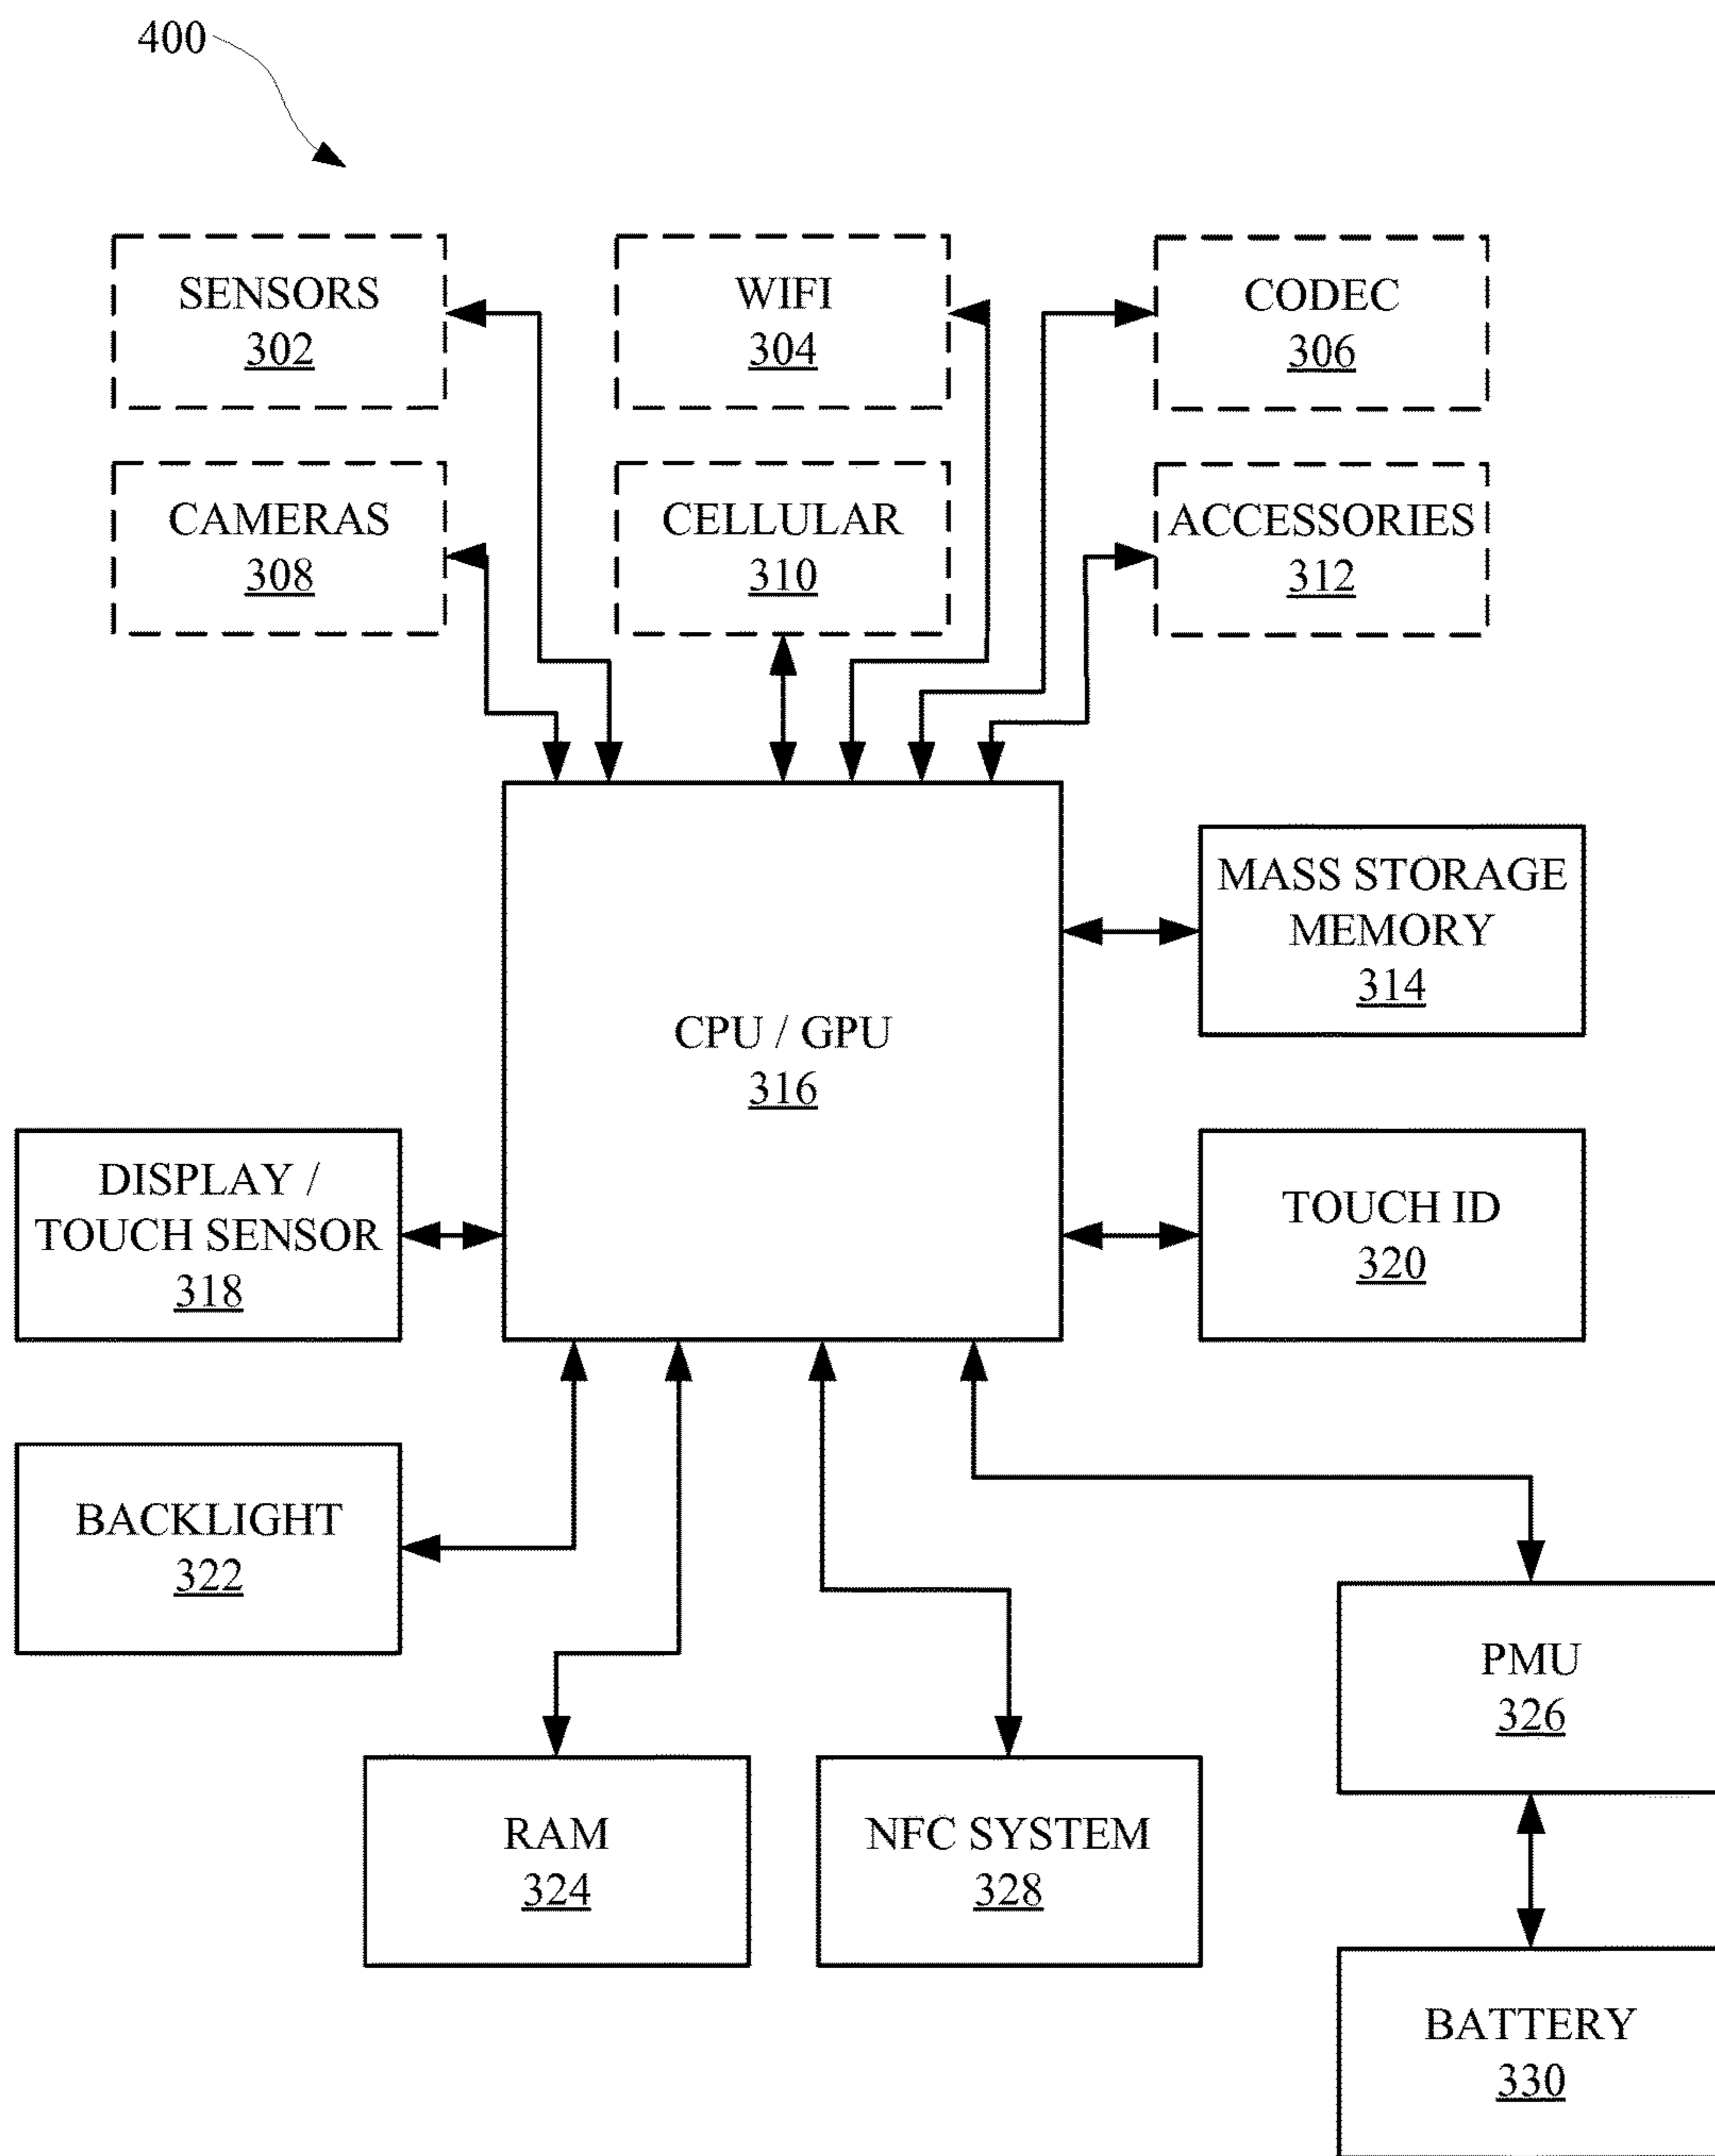 400
SENSORS
302
WIFI
304
CODEC
306
CAMERAS
308
CELLULAR
310
ACCESSORIES
312
MASS STORAGE
MEMORY
314
CPU / GPU
316
DISPLAY /
TOUCH SENSOR
318
TOUCH ID
320
BACKLIGHT
322
PMU
326
RAM
324
NFC SYSTEM
328
BATTERY
330